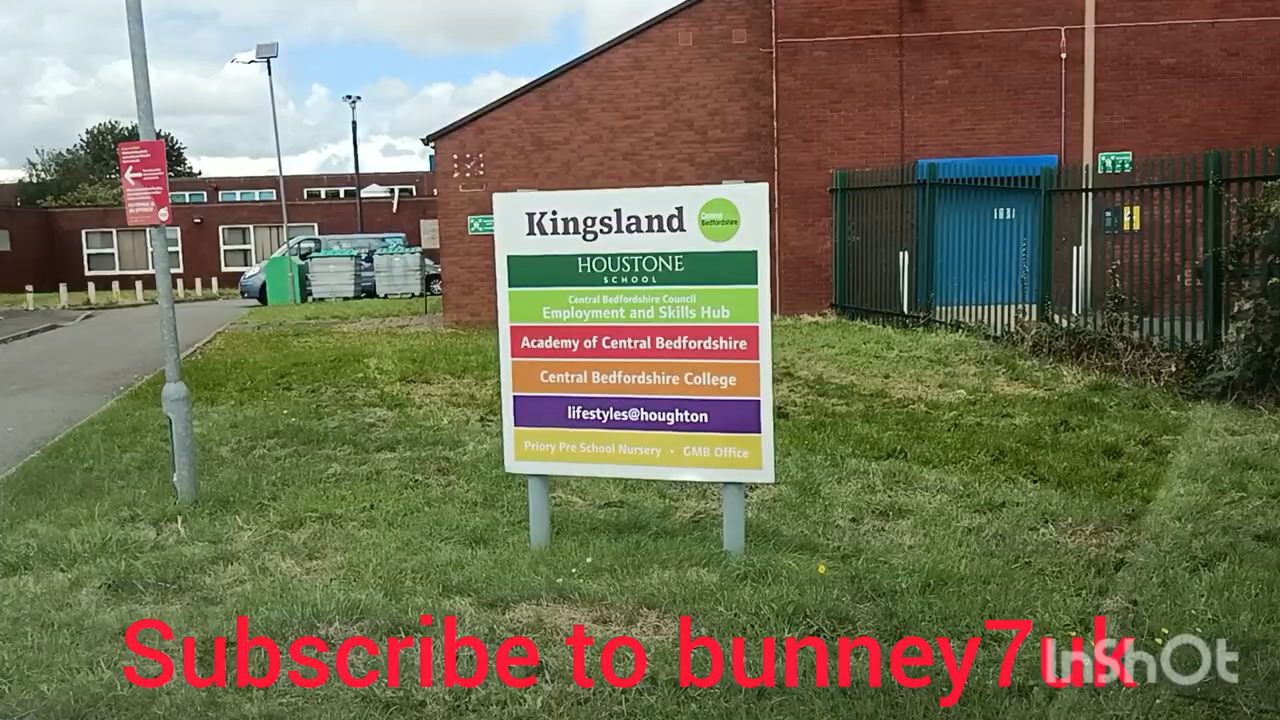 Kingsland
Central
Bedfordshire
HOUSTONE
SCHOOL
Central Bedfordshire Council
Employment and Skills Hub
Academy of Central Bedfordshire
Central Bedfordshire College
lifestyles@houghton
Priory Pre School Nursery • GMB Office
Subscribe to bunney7uk
InShOt